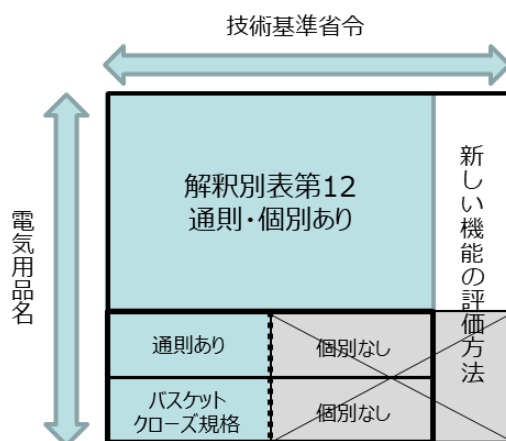 技術基準省令
電気用品名
解釈別表第12
通則・個別あり
新しい機能の評価方法
通則あり
個別なし
バスケット
クローズ規格
個別なし